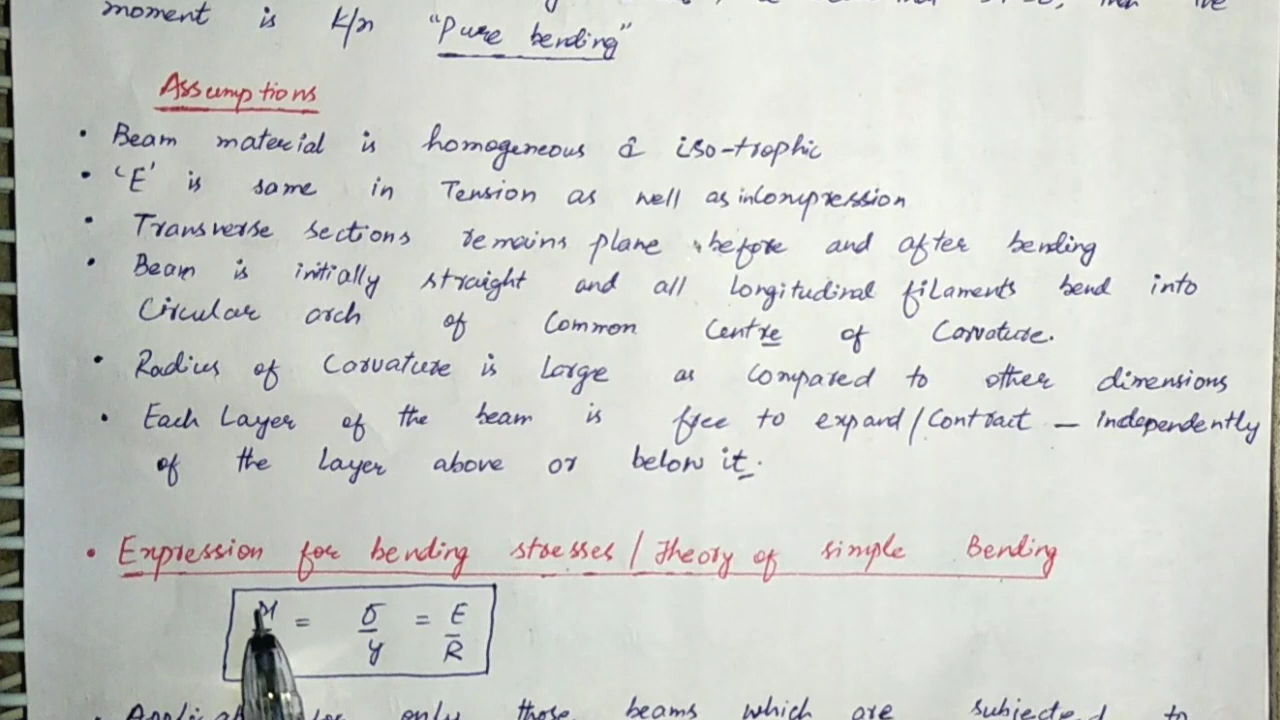 moment is k/n "Pure bending"
Assumptions
• Beam material is homogeneous & iso-trophic
• 'E' is same in Tension as well as in Compression
• Transverse sections remains plane before and after bending
• Beam is initially straight and all longitudinal filaments bend into
Circular arch of Common Centre of Corvature.
• Radius of Corvature is Large as Compared to other dimensions
• Each Layer of the beam is free to expand/Contract — independently
of the Layer above or below it.
• Expression for bending stresses / Theory of simple Bending
M = σ/y = E/R
only those beams which are subjected to